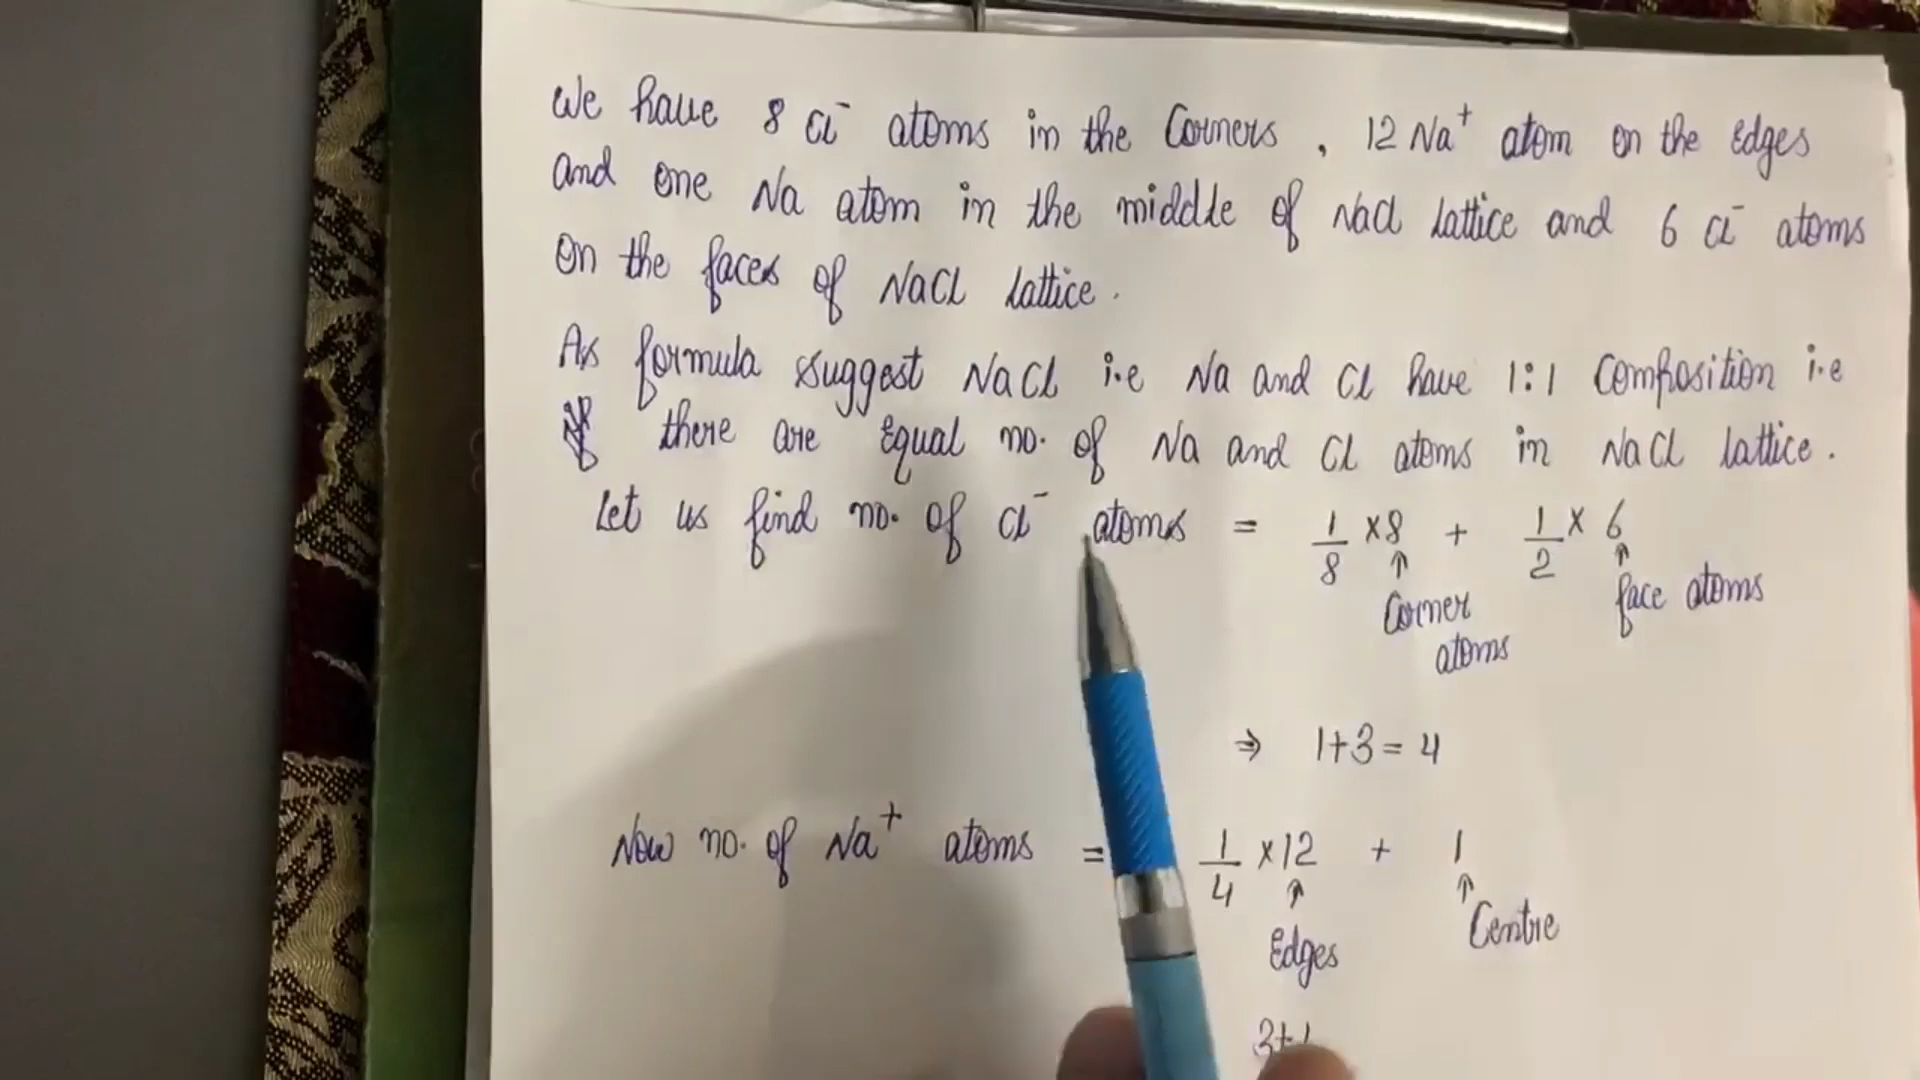 We have 8 Cl⁻ atoms in the Corners , 12 Na⁺ atom on the Edges
and one Na atom in the middle of NaCl lattice and 6 Cl⁻ atoms
on the faces of NaCl lattice.
As formula suggest NaCl i.e Na and Cl have 1:1 Composition i.e
there are Equal no. of Na and Cl atoms in NaCl lattice.
Let us find no. of Cl⁻ atoms = 1/8 × 8 + 1/2 × 6
↑ ↑
Corner face atoms
atoms
⇒ 1+3 = 4
Now no. of Na⁺ atoms = 1/4 × 12 + 1
↑ ↑
Edges Centre
3+1